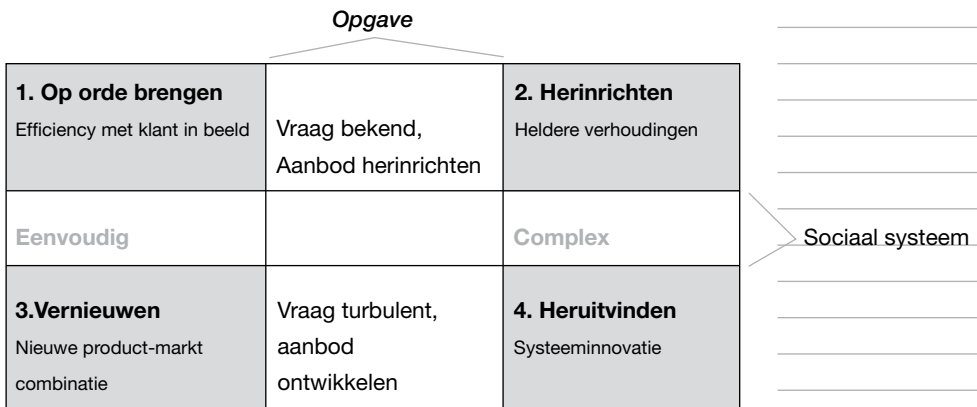 Opgave
1. Op orde brengen
Efficiency met klant in beeld
Vraag bekend,
Aanbod herinrichten
2. Herinrichten
Heldere verhoudingen
Eenvoudig
Complex
Sociaal systeem
3.Vernieuwen
Nieuwe product-markt
combinatie
Vraag turbulent,
aanbod
ontwikkelen
4. Heruitvinden
Systeeminnovatie